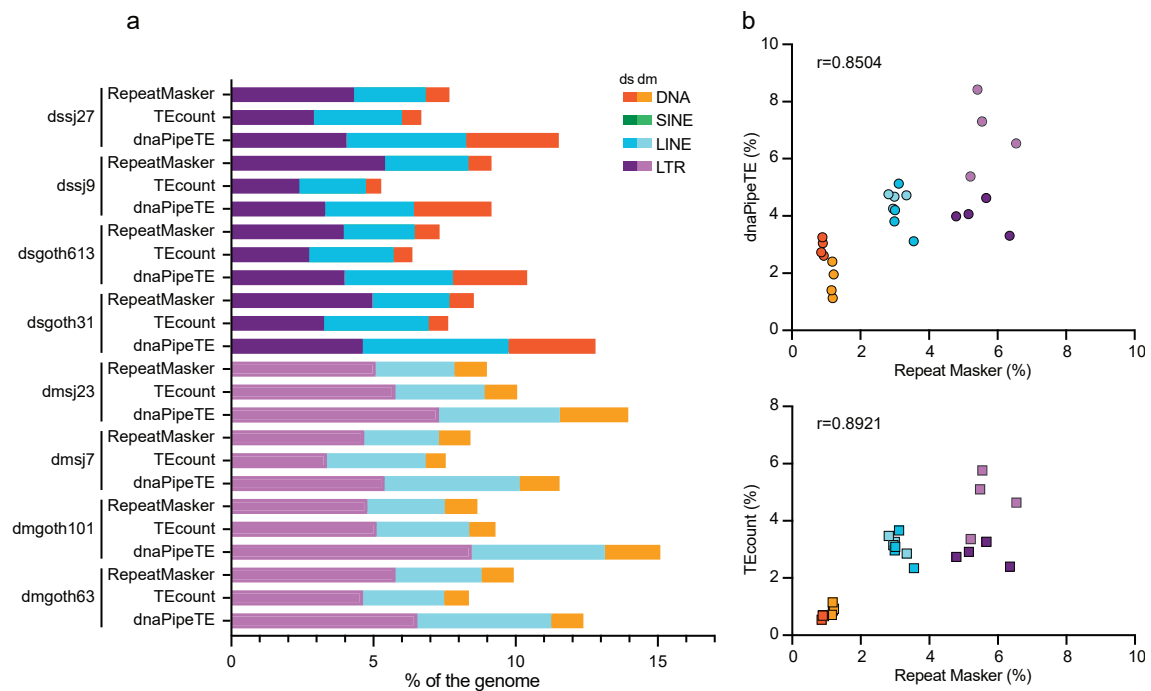 a
dssj27
RepeatMasker
TEcount
dnaPipeTE
dssj9
RepeatMasker
TEcount
dnaPipeTE
dsgoth613
RepeatMasker
TEcount
dnaPipeTE
dsgoth31
RepeatMasker
TEcount
dnaPipeTE
dmsj23
RepeatMasker
TEcount
dnaPipeTE
dmsj7
RepeatMasker
TEcount
dnaPipeTE
dmgoth101
RepeatMasker
TEcount
dnaPipeTE
dmgoth63
RepeatMasker
TEcount
dnaPipeTE
0 5 10 15
% of the genome
ds dm
DNA
SINE
LINE
LTR
b
r=0.8504
10
8
6
4
2
0
dnaPipeTE (%)
0 2 4 6 8 10
Repeat Masker (%)
r=0.8921
8
6
4
2
0
TEcount (%)
0 2 4 6 8 10
Repeat Masker (%)